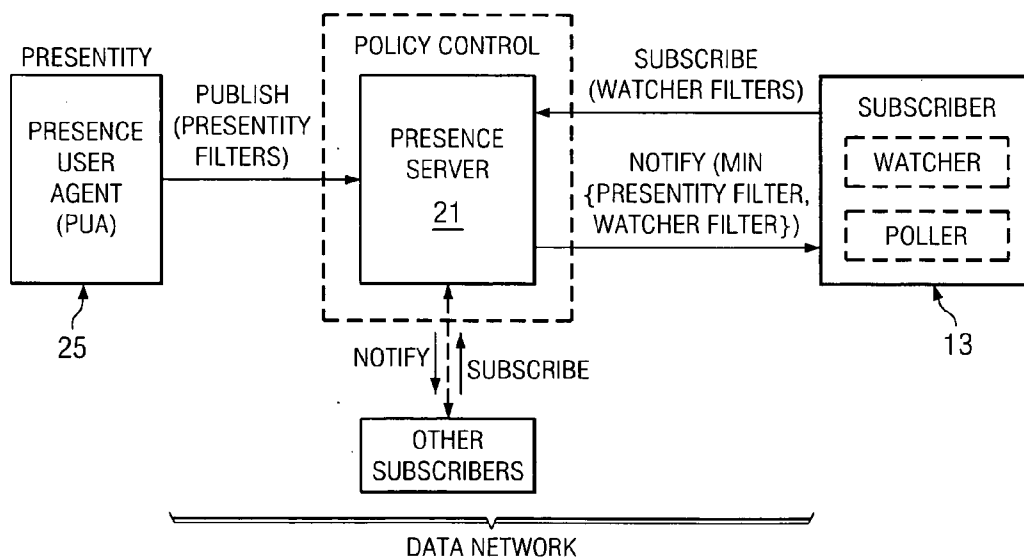 PRESENTITY
PRESENCE
USER
AGENT
(PUA)
25
PUBLISH
(PRESENTITY
FILTERS)
POLICY CONTROL
PRESENCE
SERVER
21
SUBSCRIBE
(WATCHER FILTERS)
NOTIFY (MIN
{PRESENTITY FILTER,
WATCHER FILTER})
SUBSCRIBER
WATCHER
POLLER
13
NOTIFY
SUBSCRIBE
OTHER
SUBSCRIBERS
DATA NETWORK